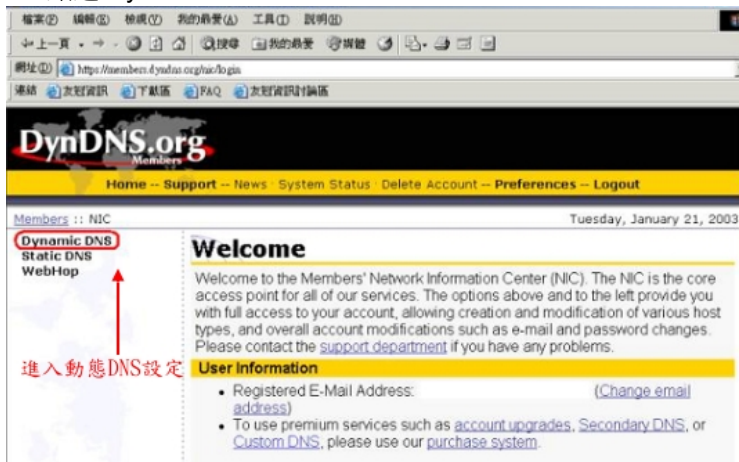 檔案(F) 編輯(E) 檢視(V) 我的最愛(A) 工具(T) 說明(H)
上一頁 搜尋 我的最愛 媒體
網址(D) https://members.dyndns.org/nic/login
連結 友冠資訊 下載區 FAQ 友冠資訊討論區
DynDNS.org
Members
Home -- Support -- News · System Status · Delete Account -- Preferences -- Logout
Members :: NIC Tuesday, January 21, 2003
Dynamic DNS
Static DNS
WebHop
進入動態DNS設定
Welcome
Welcome to the Members' Network Information Center (NIC). The NIC is the core
access point for all of our services. The options above and to the left provide you
with full access to your account, allowing creation and modification of various host
types, and overall account modifications such as e-mail and password changes.
Please contact the support department if you have any problems.
User Information
• Registered E-Mail Address: (Change email
address)
• To use premium services such as account upgrades, Secondary DNS, or
Custom DNS, please use our purchase system.